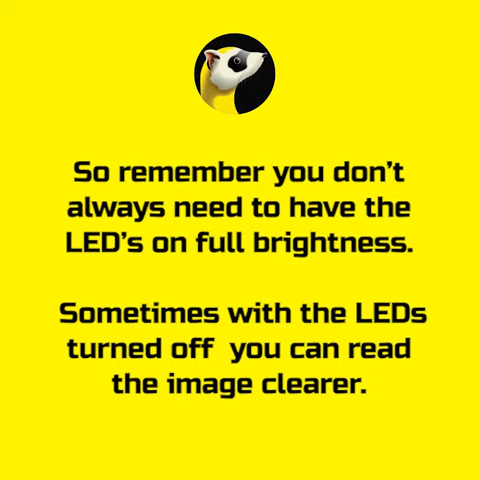 So remember you don't
always need to have the
LED's on full brightness.
Sometimes with the LEDs
turned off  you can read
the image clearer.